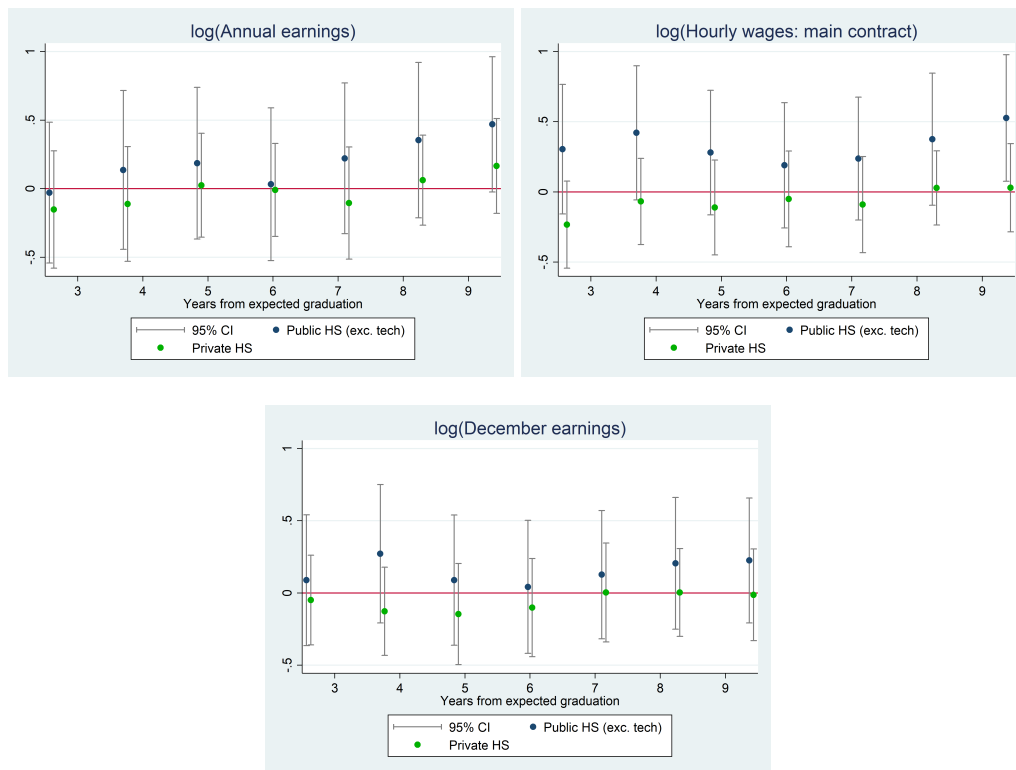 log(Annual earnings)
1
.5
0
-.5
3 4 5 6 7 8 9
Years from expected graduation
95% CI Public HS (exc. tech)
Private HS
log(Hourly wages: main contract)
1
.5
0
-.5
3 4 5 6 7 8 9
Years from expected graduation
95% CI Public HS (exc. tech)
Private HS
log(December earnings)
1
.5
0
-.5
3 4 5 6 7 8 9
Years from expected graduation
95% CI Public HS (exc. tech)
Private HS